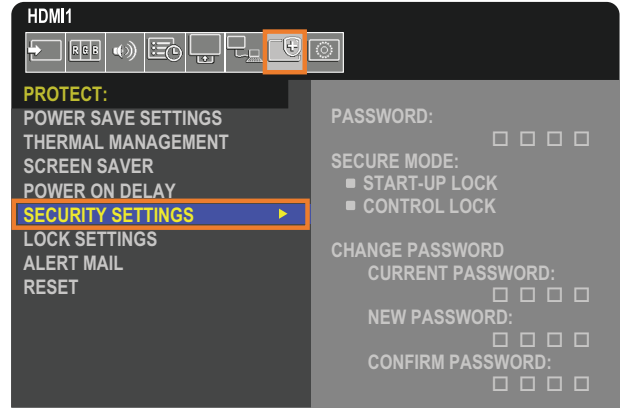 HDMI1
R G B
PROTECT:
POWER SAVE SETTINGS
THERMAL MANAGEMENT
SCREEN SAVER
POWER ON DELAY
SECURITY SETTINGS
LOCK SETTINGS
ALERT MAIL
RESET
PASSWORD:
SECURE MODE:
START-UP LOCK
CONTROL LOCK
CHANGE PASSWORD
CURRENT PASSWORD:
NEW PASSWORD:
CONFIRM PASSWORD: